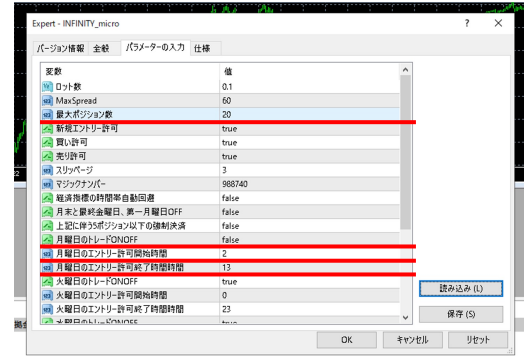 Expert - INFINITY_micro
? ×
バージョン情報 全般 パラメーターの入力 仕様
変数 値
ロット数 0.1
MaxSpread 60
最大ポジション数 20
新規エントリー許可 true
買い許可 true
売り許可 true
スリッページ 3
マジックナンバー 988740
経済指標の時間帯自動回避 false
月末と最終金曜日、第一月曜日OFF false
上記に伴う5ポジション以下の強制決済 false
月曜日のトレードONOFF false
月曜日のエントリー許可開始時間 2
月曜日のエントリー許可終了時間時間 13
火曜日のトレードONOFF true
火曜日のエントリー許可開始時間 0
火曜日のエントリー許可終了時間時間 23
読み込み (L)
保存 (S)
OK キャンセル リセット